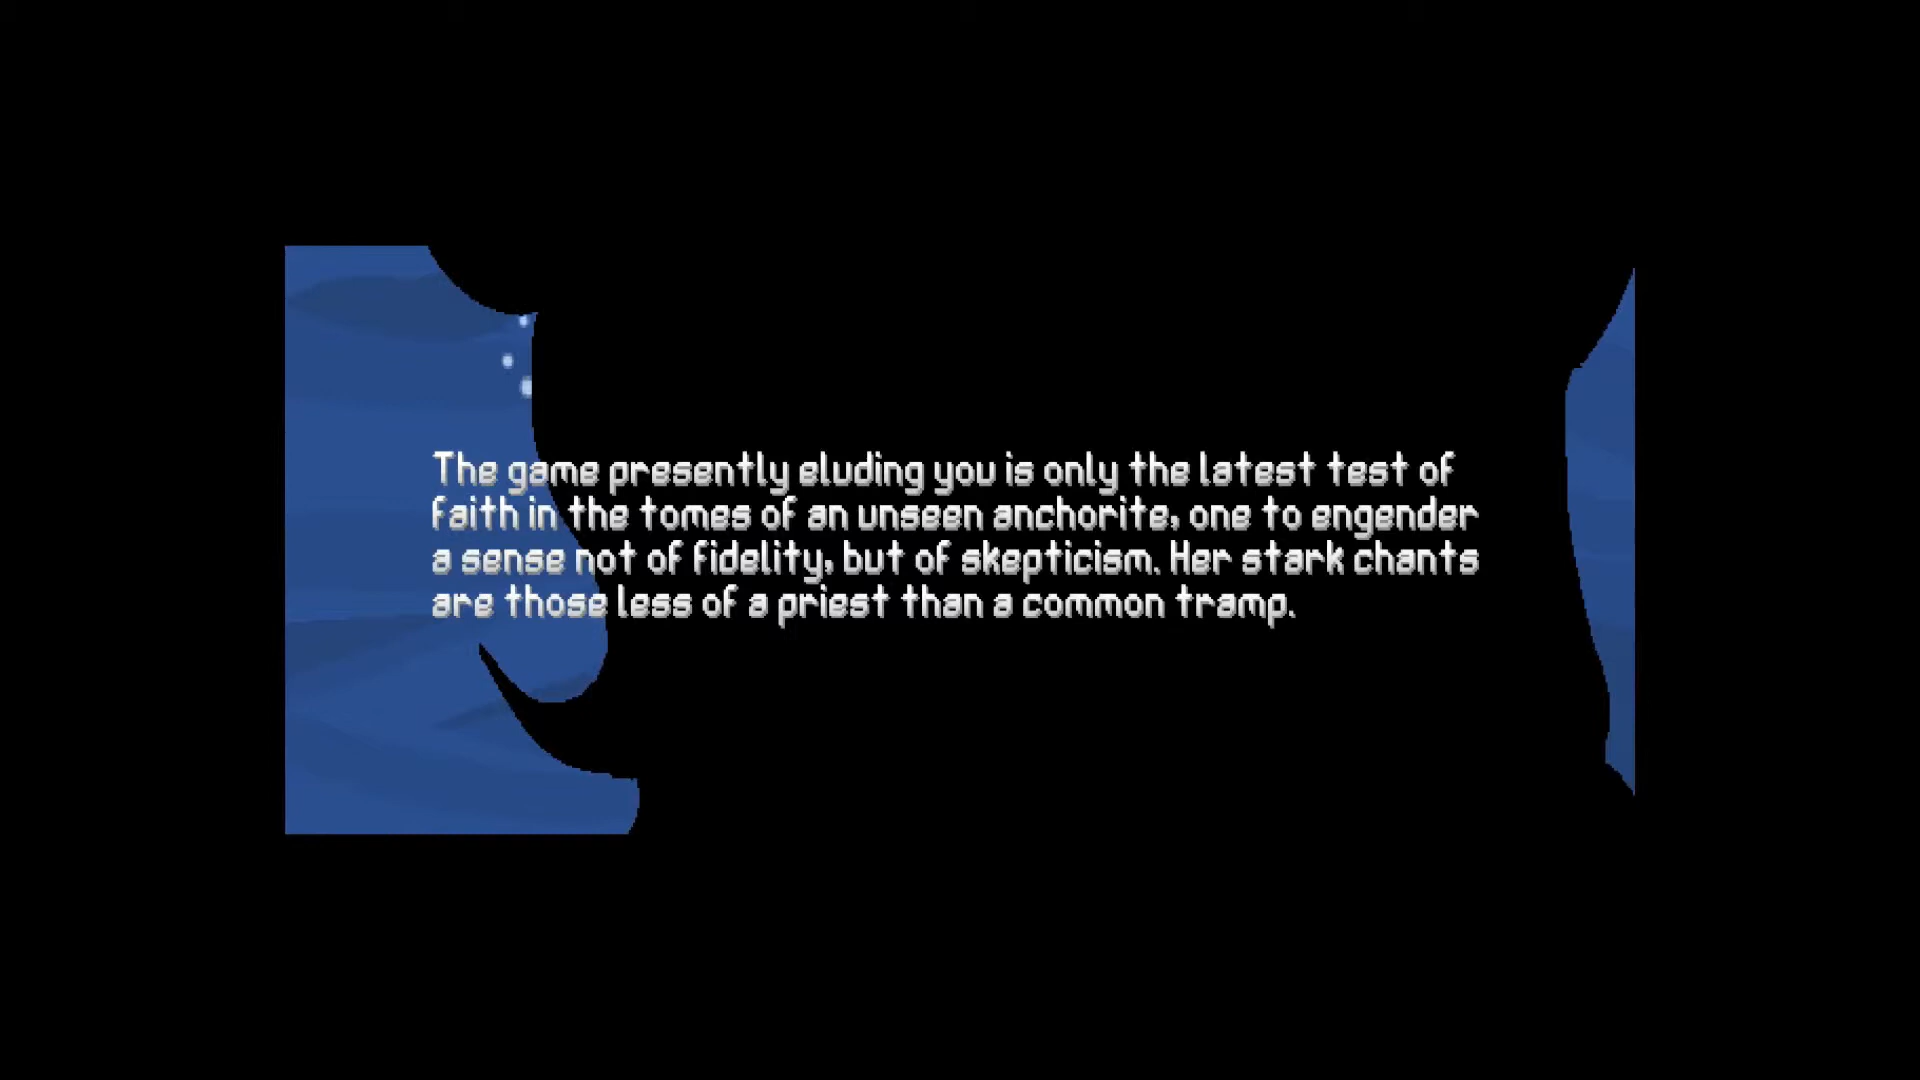 The game presently eluding you is only the latest test of
faith in the tomes of an unseen anchorite, one to engender
a sense not of fidelity, but of skepticism. Her stark chants
are those less of a priest than a common tramp.